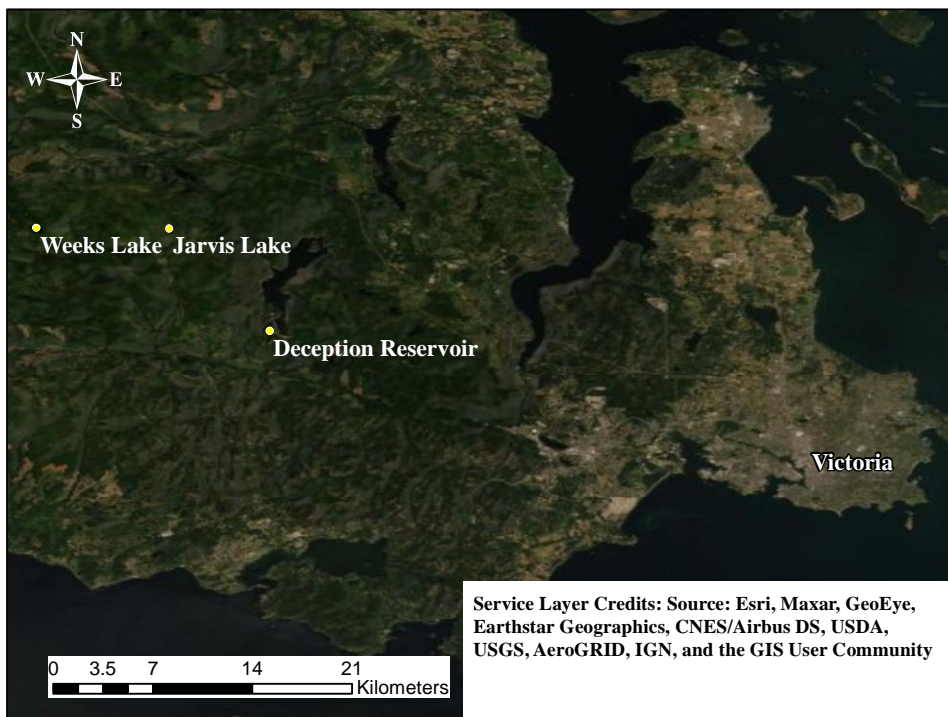 N
W E
S
Weeks Lake Jarvis Lake
Deception Reservoir
Victoria
Service Layer Credits: Source: Esri, Maxar, GeoEye,
Earthstar Geographics, CNES/Airbus DS, USDA,
USGS, AeroGRID, IGN, and the GIS User Community
0 3.5 7 14 21
Kilometers